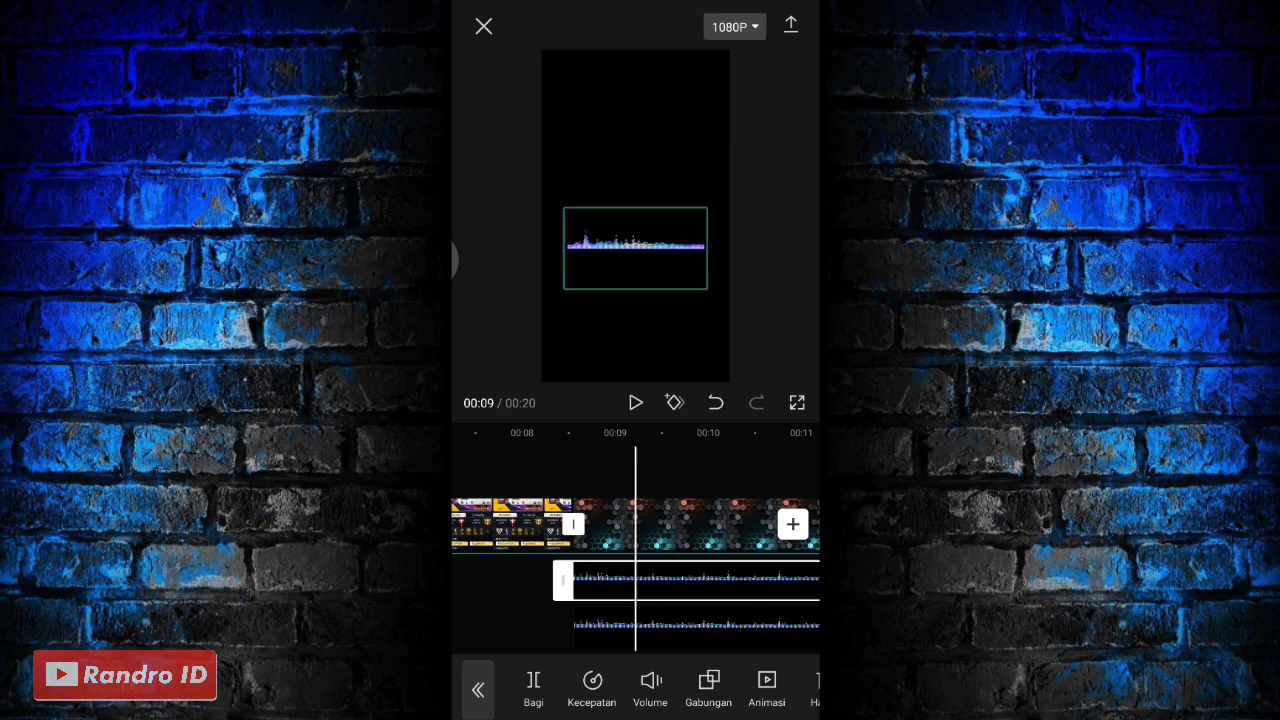 1080P
00:09 / 00:20
00:08 00:09 00:10 00:11
Bagi Kecepatan Volume Gabungan Animasi
Randro ID